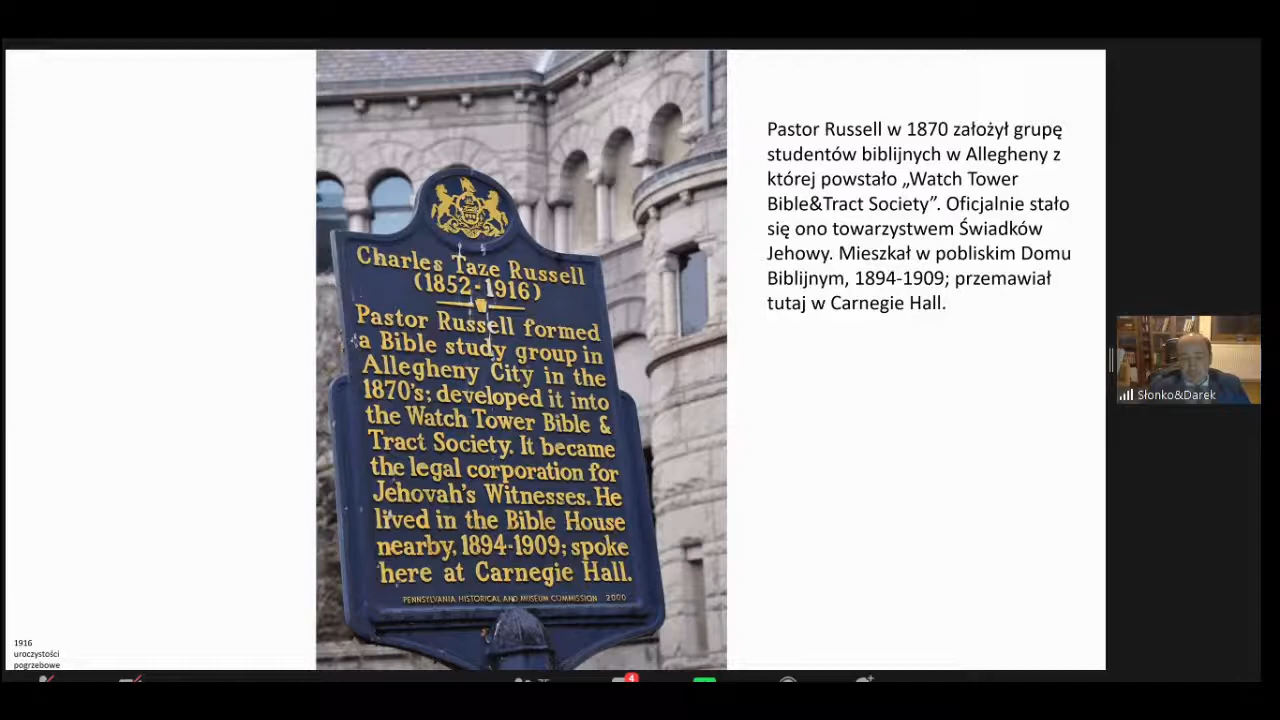 Charles Taze Russell
(1852-1916)
Pastor Russell formed
a Bible study group in
Allegheny City in the
1870's; developed it into
the Watch Tower Bible &
Tract Society. It became
the legal corporation for
Jehovah's Witnesses. He
lived in the Bible House
nearby, 1894-1909; spoke
here at Carnegie Hall.
PENNSYLVANIA HISTORICAL AND MUSEUM COMMISSION 2000
Pastor Russell w 1870 założył grupę
studentów biblijnych w Allegheny z
której powstało „Watch Tower
Bible&Tract Society”. Oficjalnie stało
się ono towarzystwem Świadków
Jehowy. Mieszkał w pobliskim Domu
Biblijnym, 1894-1909; przemawiał
tutaj w Carnegie Hall.
Słonko&Darek
1916
uroczystości
pogrzebowe
4